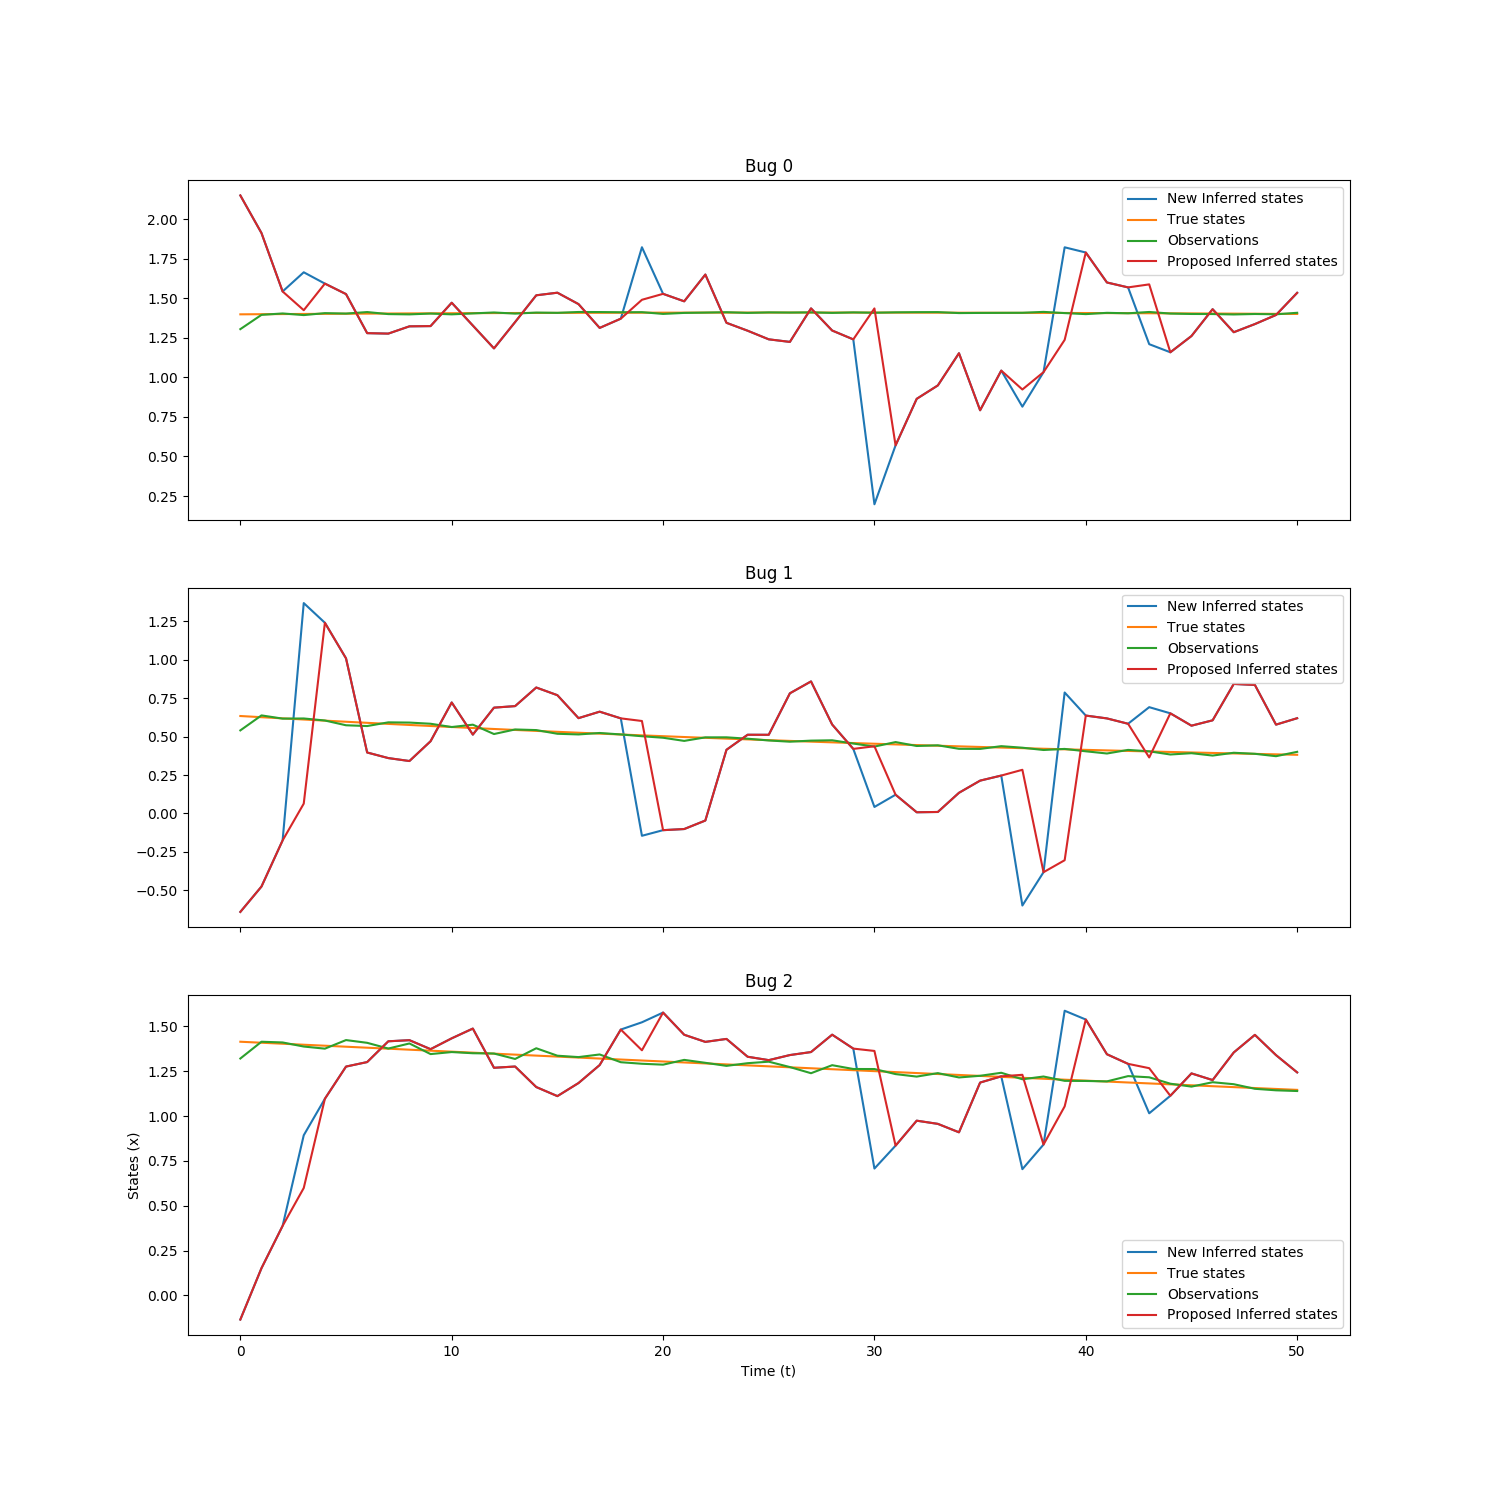 Bug 0
2.00
1.75
1.50
1.25
1.00
0.75
0.50
0.25
New Inferred states
True states
Observations
Proposed Inferred states
Bug 1
1.25
1.00
0.75
0.50
0.25
0.00
−0.25
−0.50
New Inferred states
True states
Observations
Proposed Inferred states
Bug 2
1.50
1.25
1.00
0.75
0.50
0.25
0.00
States (x)
New Inferred states
True states
Observations
Proposed Inferred states
0 10 20 30 40 50
Time (t)